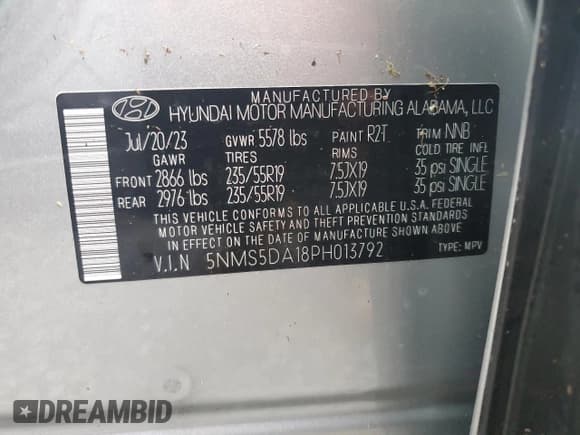 MANUFACTURED BY
HYUNDAI MOTOR MANUFACTURING ALABAMA, LLC
Jul/20/23 GVWR 5578 lbs PAINT R2T TRIM NNB
GAWR TIRES RIMS COLD TIRE INFL
FRONT 2866 lbs 235/55R19 7.5JX19 35 psi SINGLE
REAR 2976 lbs 235/55R19 7.5JX19 35 psi SINGLE
THIS VEHICLE CONFORMS TO ALL APPLICABLE U.S.A. FEDERAL
MOTOR VEHICLE SAFETY AND THEFT PREVENTION STANDARDS
IN EFFECT ON THE DATE OF MANUFACTURE SHOWN ABOVE
V.I.N 5NMS5DA18PH013792 TYPE: MPV
DREAMBID